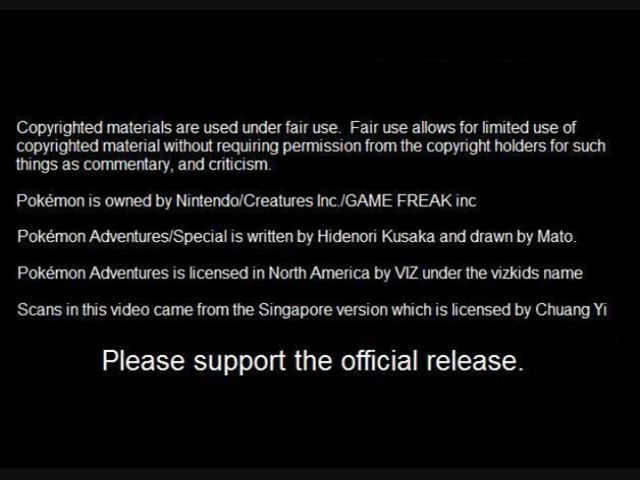 Copyrighted materials are used under fair use.  Fair use allows for limited use of
copyrighted material without requiring permission from the copyright holders for such
things as commentary, and criticism.
Pokémon is owned by Nintendo/Creatures Inc./GAME FREAK inc
Pokémon Adventures/Special is written by Hidenori Kusaka and drawn by Mato.
Pokémon Adventures is licensed in North America by VIZ under the vizkids name
Scans in this video came from the Singapore version which is licensed by Chuang Yi
Please support the official release.